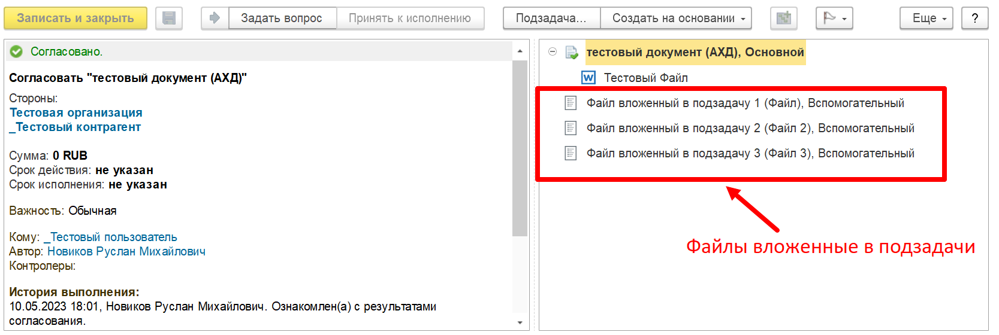 Записать и закрыть
Задать вопрос
Принять к исполнению
Подзадача...
Создать на основании
Еще
?
Согласовано.
Согласовать "тестовый документ (АХД)"
Стороны:
Тестовая организация
_Тестовый контрагент
Сумма: 0 RUB
Срок действия: не указан
Срок исполнения: не указан
Важность: Обычная
Кому: _Тестовый пользователь
Автор: Новиков Руслан Михайлович
Контролеры:
История выполнения:
10.05.2023 18:01, Новиков Руслан Михайлович. Ознакомлен(а) с результатами
согласования.
тестовый документ (АХД), Основной
W Тестовый Файл
Файл вложенный в подзадачу 1 (Файл), Вспомогательный
Файл вложенный в подзадачу 2 (Файл 2), Вспомогательный
Файл вложенный в подзадачу 3 (Файл 3), Вспомогательный
Файлы вложенные в подзадачи